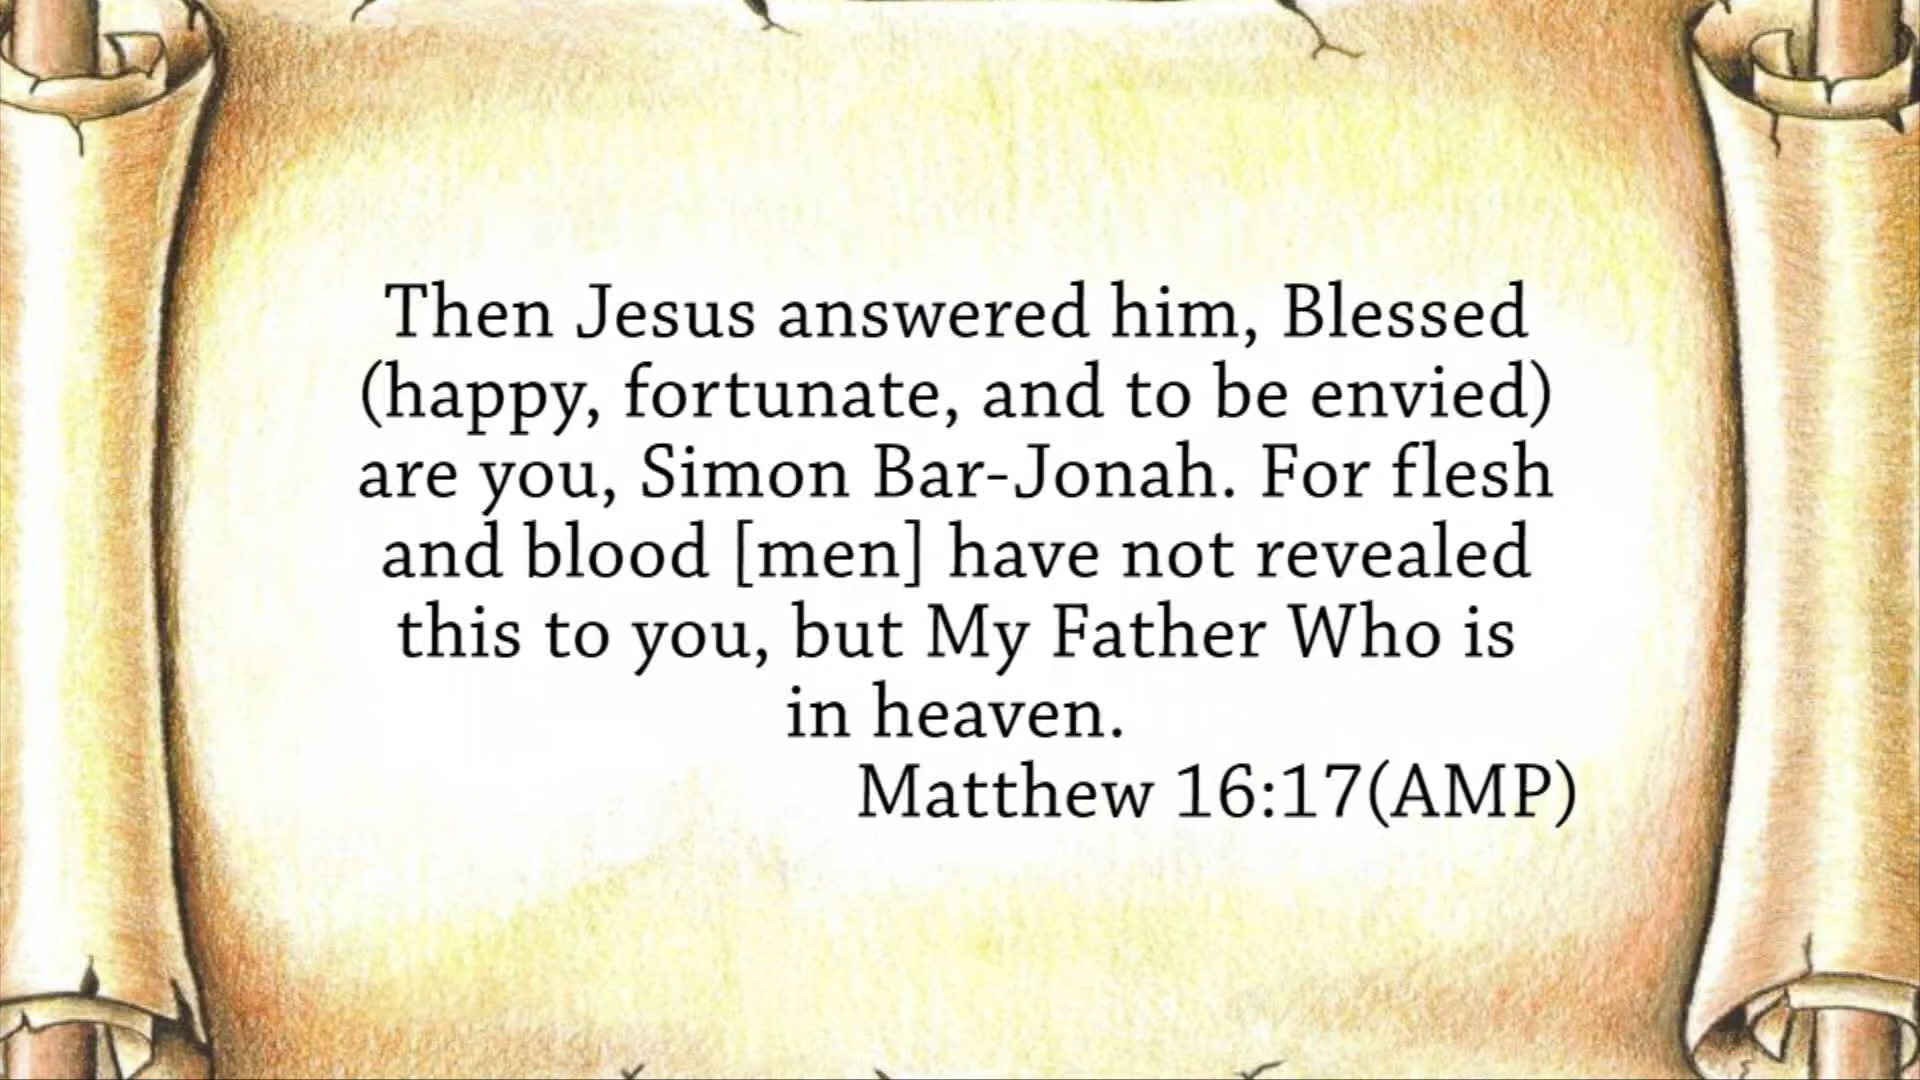 Then Jesus answered him, Blessed
(happy, fortunate, and to be envied)
are you, Simon Bar-Jonah. For flesh
and blood [men] have not revealed
this to you, but My Father Who is
in heaven.
Matthew 16:17(AMP)